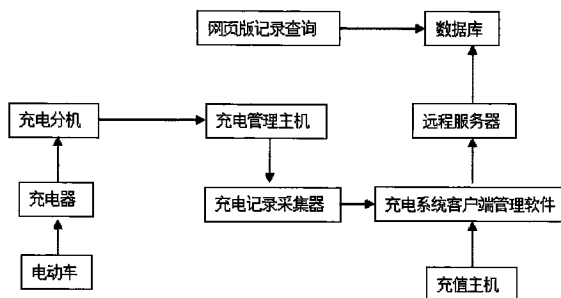 网页版记录查询
数据库
充电分机
充电管理主机
远程服务器
充电器
充电记录采集器
充电系统客户端管理软件
电动车
充值主机